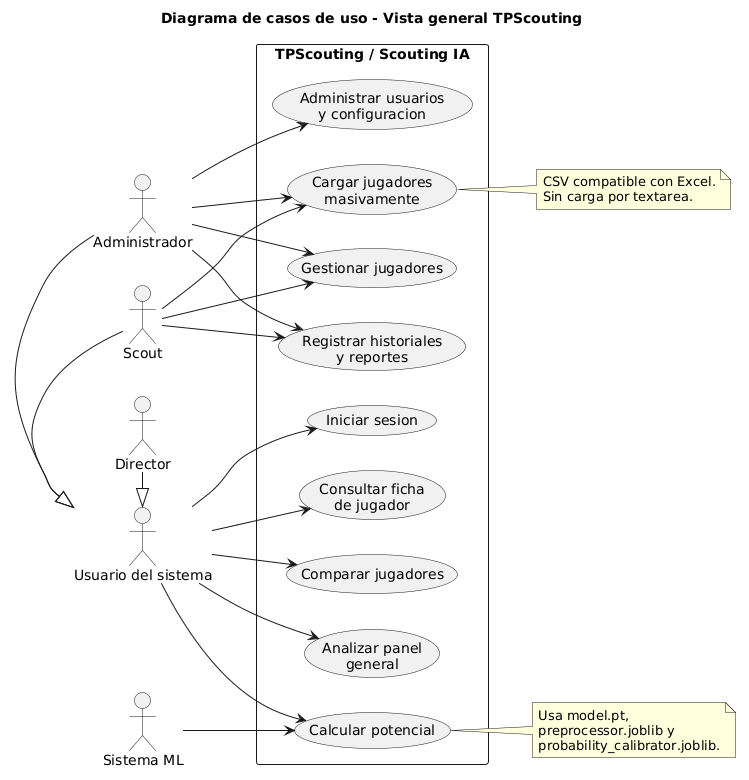 Diagrama de casos de uso - Vista general TPScouting
TPScouting / Scouting IA
Administrar usuarios
y configuracion
Cargar jugadores
masivamente
CSV compatible con Excel.
Sin carga por textarea.
Administrador
Gestionar jugadores
Scout
Registrar historiales
y reportes
Iniciar sesion
Director
Consultar ficha
de jugador
Usuario del sistema
Comparar jugadores
Analizar panel
general
Calcular potencial
Usa model.pt,
preprocessor.joblib y
probability_calibrator.joblib.
Sistema ML